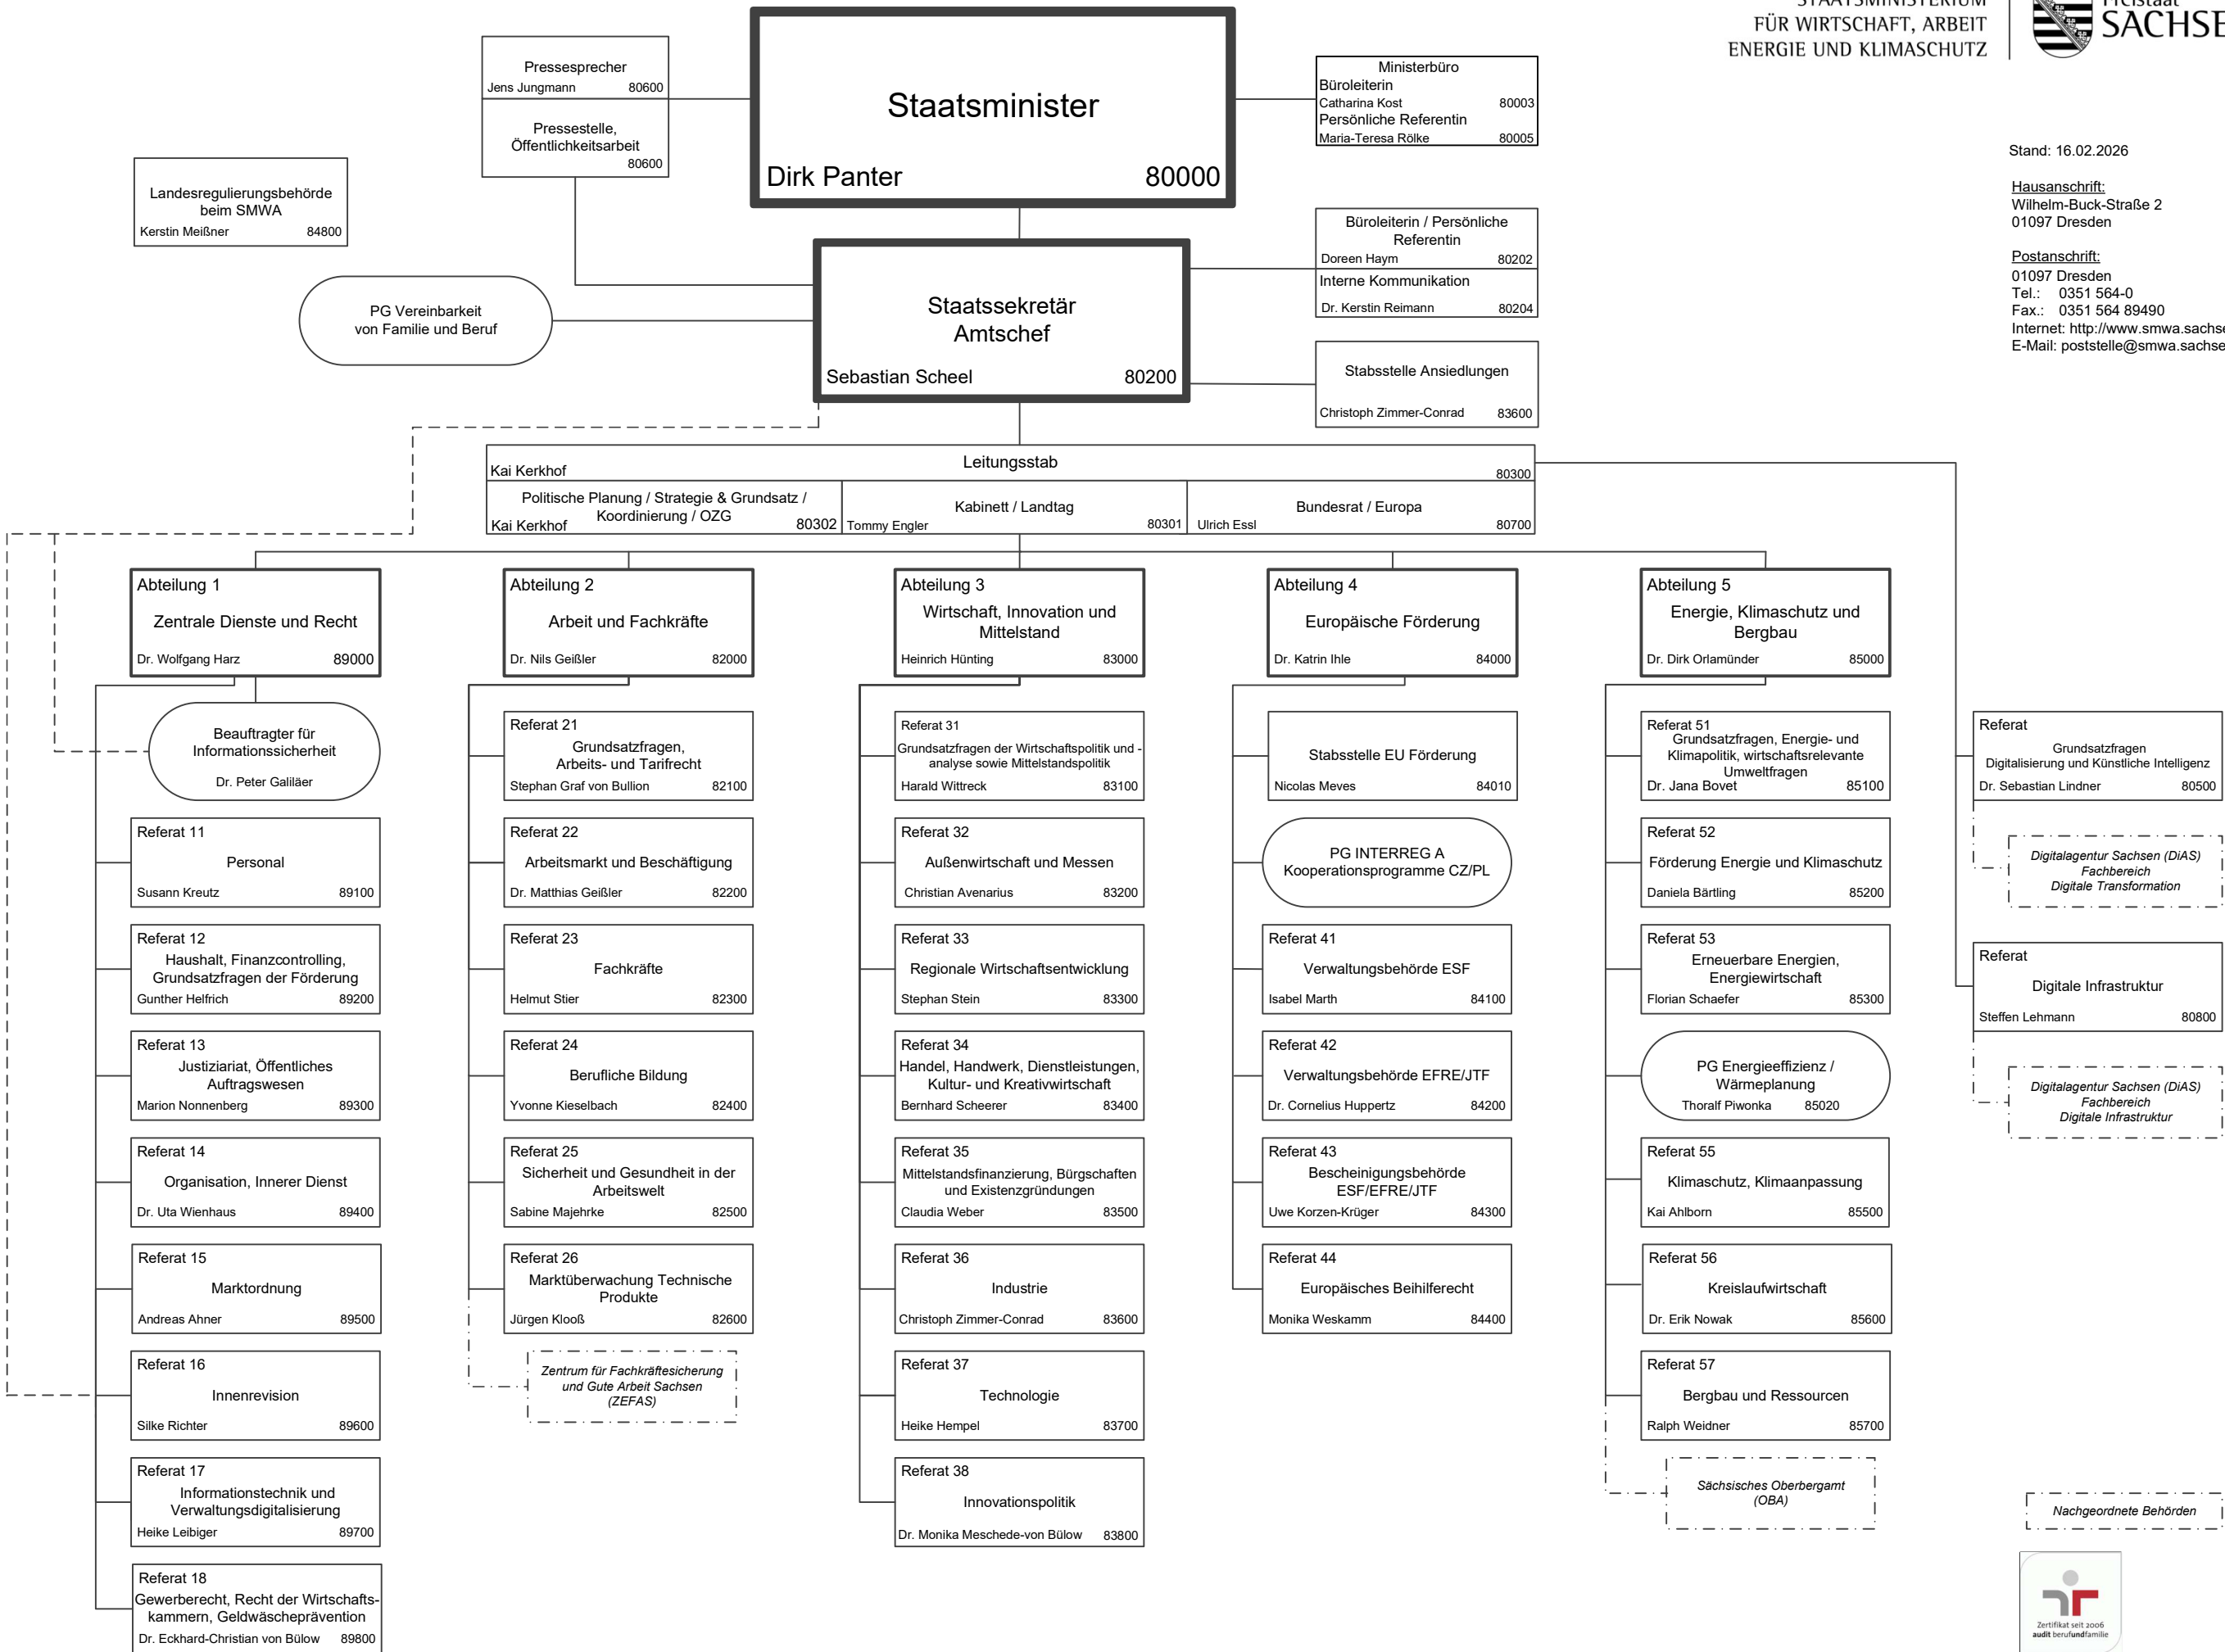 STAATSMINISTERIUM
FÜR WIRTSCHAFT, ARBEIT
ENERGIE UND KLIMASCHUTZ
Freistaat
SACHSE
Pressesprecher
Jens Jungmann 80600
Pressestelle,
Öffentlichkeitsarbeit
80600
Staatsminister
Dirk Panter 80000
Ministerbüro
Büroleiterin
Catharina Kost 80003
Persönliche Referentin
Maria-Teresa Rölke 80005
Stand: 16.02.2026
Hausanschrift:
Wilhelm-Buck-Straße 2
01097 Dresden
Postanschrift:
01097 Dresden
Tel.: 0351 564-0
Fax.: 0351 564 89490
Internet: http://www.smwa.sachse
E-Mail: poststelle@smwa.sachse
Landesregulierungsbehörde
beim SMWA
Kerstin Meißner 84800
PG Vereinbarkeit
von Familie und Beruf
Staatssekretär
Amtschef
Sebastian Scheel 80200
Büroleiterin / Persönliche
Referentin
Doreen Haym 80202
Interne Kommunikation
Dr. Kerstin Reimann 80204
Stabsstelle Ansiedlungen
Christoph Zimmer-Conrad 83600
Leitungsstab
Kai Kerkhof 80300
Politische Planung / Strategie & Grundsatz /
Koordinierung / OZG
Kai Kerkhof 80302
Kabinett / Landtag
Tommy Engler 80301
Bundesrat / Europa
Ulrich Essl 80700
Abteilung 1
Zentrale Dienste und Recht
Dr. Wolfgang Harz 89000
Beauftragter für
Informationssicherheit
Dr. Peter Galiläer
Referat 11
Personal
Susann Kreutz 89100
Referat 12
Haushalt, Finanzcontrolling,
Grundsatzfragen der Förderung
Gunther Helfrich 89200
Referat 13
Justiziariat, Öffentliches
Auftragswesen
Marion Nonnenberg 89300
Referat 14
Organisation, Innerer Dienst
Dr. Uta Wienhaus 89400
Referat 15
Marktordnung
Andreas Ahner 89500
Referat 16
Innenrevision
Silke Richter 89600
Referat 17
Informationstechnik und
Verwaltungsdigitalisierung
Heike Leibiger 89700
Referat 18
Gewerberecht, Recht der Wirtschafts-
kammern, Geldwäscheprävention
Dr. Eckhard-Christian von Bülow 89800
Abteilung 2
Arbeit und Fachkräfte
Dr. Nils Geißler 82000
Referat 21
Grundsatzfragen,
Arbeits- und Tarifrecht
Stephan Graf von Bullion 82100
Referat 22
Arbeitsmarkt und Beschäftigung
Dr. Matthias Geißler 82200
Referat 23
Fachkräfte
Helmut Stier 82300
Referat 24
Berufliche Bildung
Yvonne Kieselbach 82400
Referat 25
Sicherheit und Gesundheit in der
Arbeitswelt
Sabine Majehrke 82500
Referat 26
Marktüberwachung Technische
Produkte
Jürgen Klooß 82600
Zentrum für Fachkräftesicherung
und Gute Arbeit Sachsen
(ZEFAS)
Abteilung 3
Wirtschaft, Innovation und
Mittelstand
Heinrich Hünting 83000
Referat 31
Grundsatzfragen der Wirtschaftspolitik und -
analyse sowie Mittelstandspolitik
Harald Wittreck 83100
Referat 32
Außenwirtschaft und Messen
Christian Avenarius 83200
Referat 33
Regionale Wirtschaftsentwicklung
Stephan Stein 83300
Referat 34
Handel, Handwerk, Dienstleistungen,
Kultur- und Kreativwirtschaft
Bernhard Scheerer 83400
Referat 35
Mittelstandsfinanzierung, Bürgschaften
und Existenzgründungen
Claudia Weber 83500
Referat 36
Industrie
Christoph Zimmer-Conrad 83600
Referat 37
Technologie
Heike Hempel 83700
Referat 38
Innovationspolitik
Dr. Monika Meschede-von Bülow 83800
Abteilung 4
Europäische Förderung
Dr. Katrin Ihle 84000
Stabsstelle EU Förderung
Nicolas Meves 84010
PG INTERREG A
Kooperationsprogramme CZ/PL
Referat 41
Verwaltungsbehörde ESF
Isabel Marth 84100
Referat 42
Verwaltungsbehörde EFRE/JTF
Dr. Cornelius Huppertz 84200
Referat 43
Bescheinigungsbehörde
ESF/EFRE/JTF
Uwe Korzen-Krüger 84300
Referat 44
Europäisches Beihilferecht
Monika Weskamm 84400
Abteilung 5
Energie, Klimaschutz und
Bergbau
Dr. Dirk Orlamünder 85000
Referat 51
Grundsatzfragen, Energie- und
Klimapolitik, wirtschaftsrelevante
Umweltfragen
Dr. Jana Bovet 85100
Referat 52
Förderung Energie und Klimaschutz
Daniela Bärtling 85200
Referat 53
Erneuerbare Energien,
Energiewirtschaft
Florian Schaefer 85300
PG Energieeffizienz /
Wärmeplanung
Thoralf Piwonka 85020
Referat 55
Klimaschutz, Klimaanpassung
Kai Ahlborn 85500
Referat 56
Kreislaufwirtschaft
Dr. Erik Nowak 85600
Referat 57
Bergbau und Ressourcen
Ralph Weidner 85700
Sächsisches Oberbergamt
(OBA)
Referat
Grundsatzfragen
Digitalisierung und Künstliche Intelligenz
Dr. Sebastian Lindner 80500
Digitalagentur Sachsen (DiAS)
Fachbereich
Digitale Transformation
Referat
Digitale Infrastruktur
Steffen Lehmann 80800
Digitalagentur Sachsen (DiAS)
Fachbereich
Digitale Infrastruktur
Nachgeordnete Behörden
Zertifikat seit 2006
audit berufundfamilie